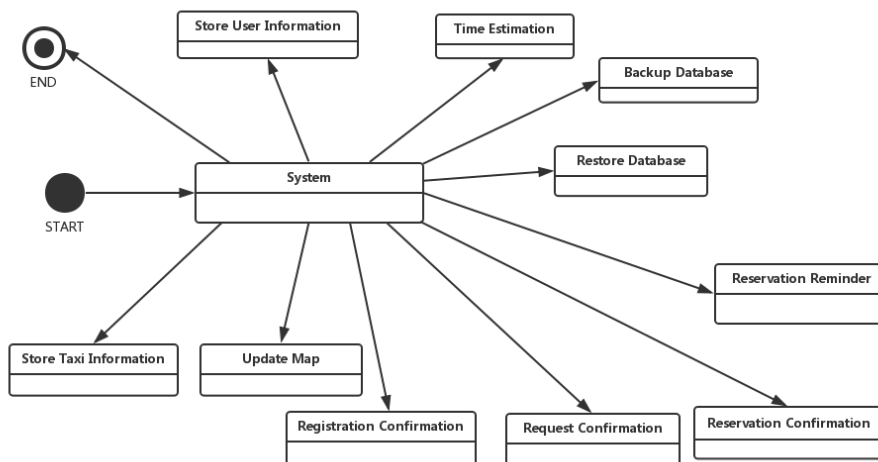 Store User Information
Time Estimation
Backup Database
END
Restore Database
System
START
Reservation Reminder
Store Taxi Information
Update Map
Registration Confirmation
Request Confirmation
Reservation Confirmation